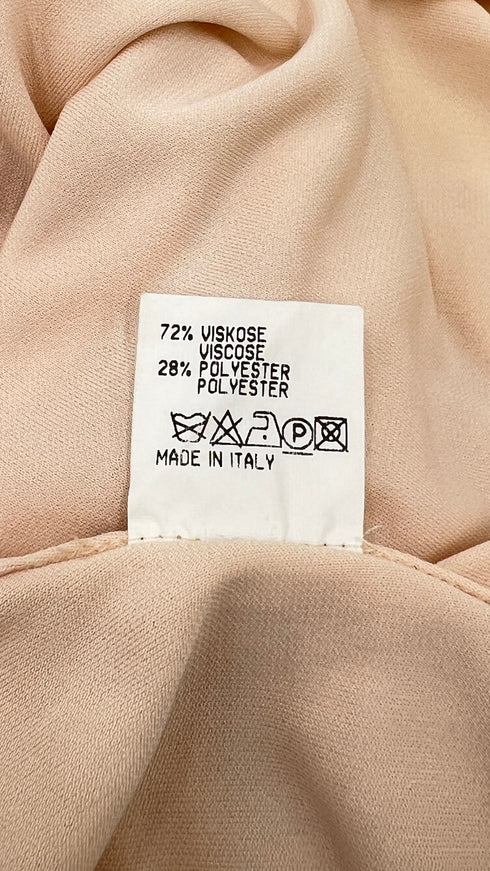 72% VISKOSE
VISCOSE
28% POLYESTER
POLYESTER
P
MADE IN ITALY